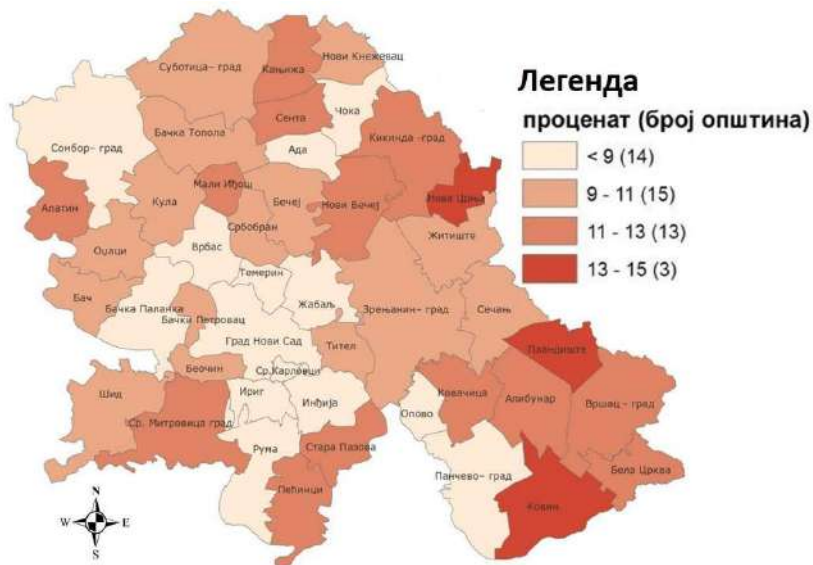 Нови Кнежевац
Суботица- град
Кањижа
Чока
Сента
Кикинда -град
Бачка Топола
Сонбор- град
Ада
Мали Иђош
Нова Црња
Апатин
Кула
Бечеј
Нови Бечеј
Србобран
Житиште
Оџаци
Врбас
Темерин
Бач
Жабаљ
Бачка Паланка
Зрењанин- град
Сечањ
Бачки Петровац
Град Нови Сад
Тител
Пландиште
Беочин
Ср.Карловци
Шид
Ириг
Инђија
Ковачица
Алибунар
Вршац - град
Опово
Ср. Митровица град
Рума
Стара Пазова
Панчево- град
Бела Црква
Пећинци
Ковин
Легенда
проценат (број општина)
< 9 (14)
9 - 11 (15)
11 - 13 (13)
13 - 15 (3)
N
W
E
S